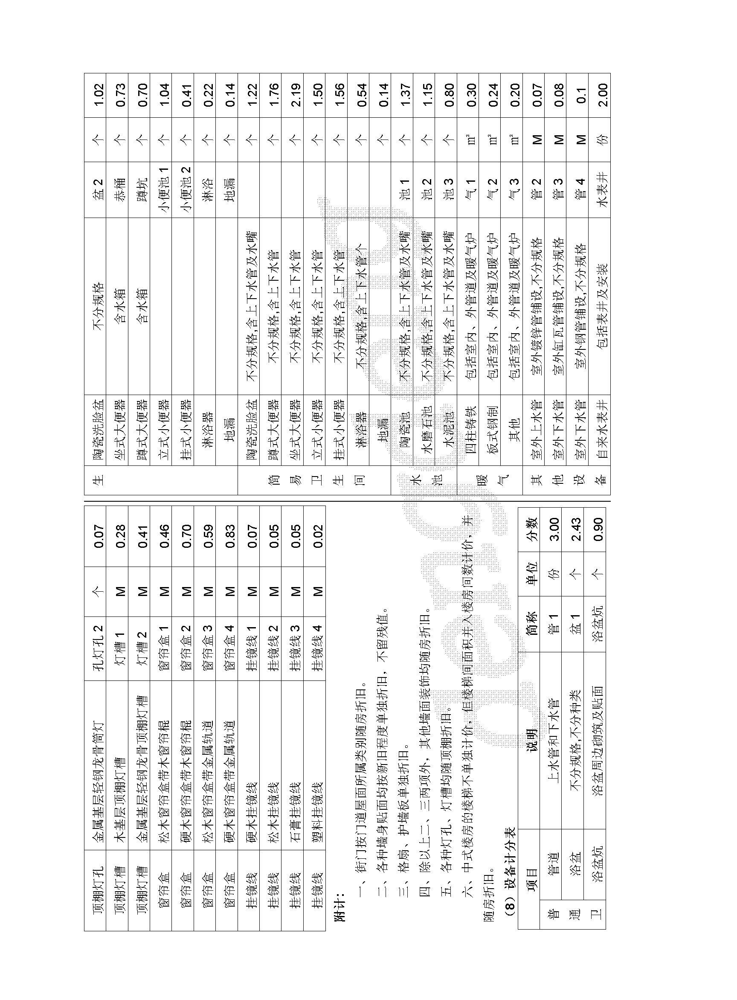 顶棚灯孔 金属基层轻钢龙骨筒灯 孔灯孔 2 个 0.07
顶棚灯槽 木基层顶棚灯槽 灯槽 1 M 0.28
顶棚灯槽 金属基层轻钢龙骨顶棚灯槽 灯槽 2 M 0.41
窗帘盒 松木窗帘盒带木窗帘棍 窗帘盒 1 M 0.46
窗帘盒 硬木窗帘盒带木窗帘棍 窗帘盒 2 M 0.70
窗帘盒 松木窗帘盒带金属轨道 窗帘盒 3 M 0.59
窗帘盒 硬木窗帘盒带金属轨道 窗帘盒 4 M 0.83
挂镜线 硬木挂镜线 挂镜线 1 M 0.07
挂镜线 松木挂镜线 挂镜线 2 M 0.05
挂镜线 石膏挂镜线 挂镜线 3 M 0.05
挂镜线 塑料挂镜线 挂镜线 4 M 0.02
附计：
一、街门按门道屋面所属类别随房折旧。
二、各种墙身贴面均按新旧程度单独折旧，不留残值。
三、格扇、护墙板单独折旧。
四、除以上二、三两项外，其他墙面装饰均随房折旧。
五、各种灯孔、灯槽均随顶棚折旧。
六、中式楼房的楼梯不单独计价，但楼梯间面积并入楼房间数计价，并
随房折旧。
（8）设备计分表
项目 说明 简称 单位 分数
普 管道 上水管和下水管 管 1 份 3.00
通 浴盆 不分规格,不分种类 盆 1 个 2.43
卫 浴盆炕 浴盆周边砌筑及贴面 浴盆炕 个 0.90
生 陶瓷洗脸盆 不分规格 盆 2 个 1.02
坐式大便器 含水箱 恭桶 个 0.73
蹲式大便器 含水箱 蹲坑 个 0.70
立式小便器 小便池 1 个 1.04
挂式小便器 小便池 2 个 0.41
淋浴器 淋浴 个 0.22
地漏 地漏 个 0.14
陶瓷洗脸盆 不分规格,含上下水管及水嘴 个 1.22
简 蹲式大便器 不分规格,含上下水管 个 1.76
易 坐式大便器 不分规格,含上下水管 个 2.19
卫 立式小便器 不分规格,含上下水管 个 1.50
生 挂式小便器 不分规格,含上下水管 个 1.56
间 淋浴器 不分规格,含上下水管个 个 0.54
地漏 个 0.14
水 陶瓷池 不分规格,含上下水管及水嘴 池 1 个 1.37
池 水磨石池 不分规格,含上下水管及水嘴 池 2 个 1.15
水泥池 不分规格,含上下水管及水嘴 池 3 个 0.80
暖 四柱铸铁 包括室内、外管道及暖气炉 气 1 ㎡ 0.30
气 板式钢制 包括室内、外管道及暖气炉 气 2 ㎡ 0.24
其他 包括室内、外管道及暖气炉 气 3 ㎡ 0.20
其 室外上水管 室外镀锌管铺设,不分规格 管 2 M 0.07
他 室外下水管 室外缸瓦管铺设,不分规格 管 3 M 0.08
设 室外下水管 室外钢管铺设,不分规格 管 4 M 0.1
备 自来水表井 包括表井及安装 水表井 份 2.00